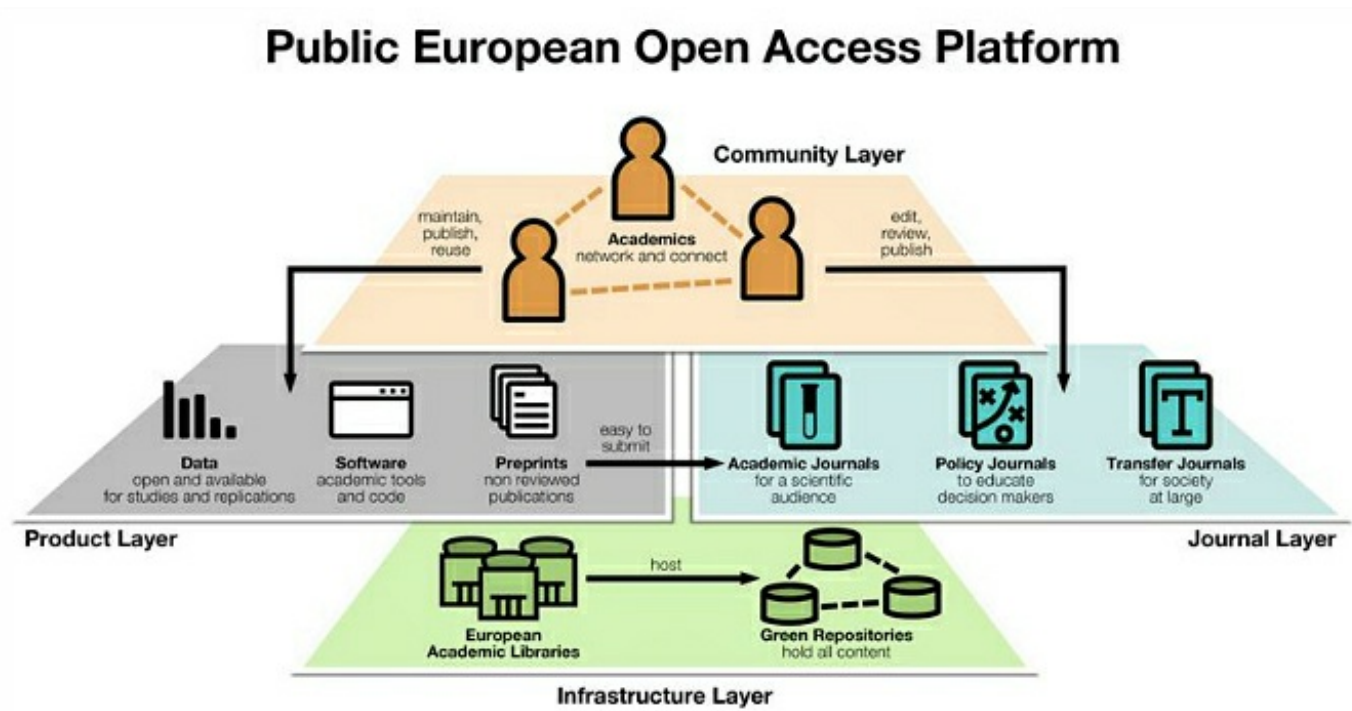 Public European Open Access Platform
Community Layer
maintain,
publish,
reuse
Academics
network and connect
edit,
review,
publish
Data
open and available
for studies and replications
Software
academic tools
and code
Preprints
non reviewed
publications
easy to
submit
Academic Journals
for a scientific
audience
Policy Journals
to educate
decision makers
Transfer Journals
for society
at large
T
Product Layer
Journal Layer
host
European
Academic Libraries
Green Repositories
hold all content
Infrastructure Layer